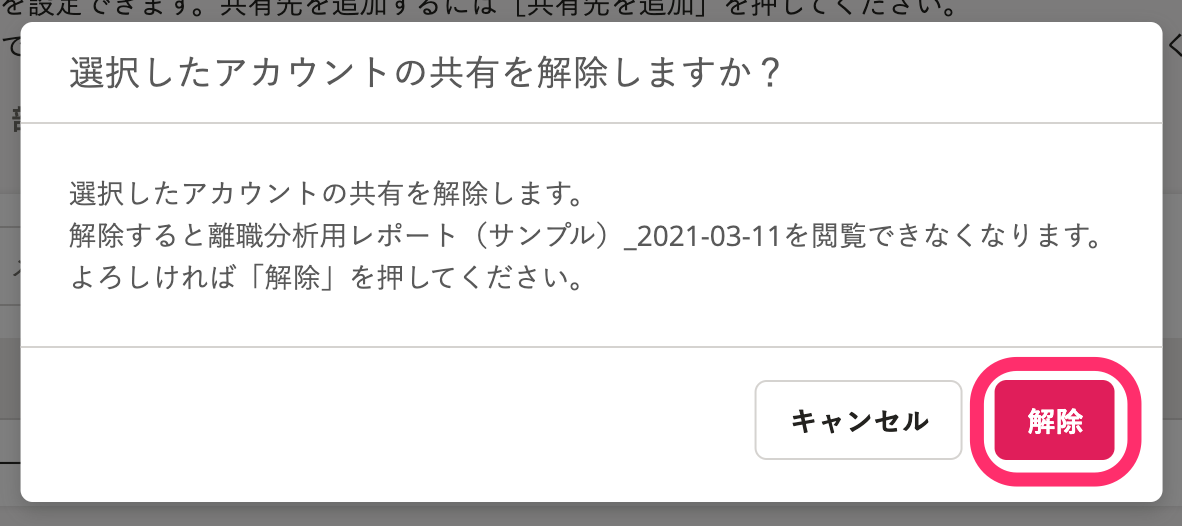 を設定できます。共有先を追加するには［共有先を追加］を押してください。
て
く
選択したアカウントの共有を解除しますか？
選択したアカウントの共有を解除します。
解除すると離職分析用レポート（サンプル）_2021-03-11を閲覧できなくなります。
よろしければ「解除」を押してください。
キャンセル
解除